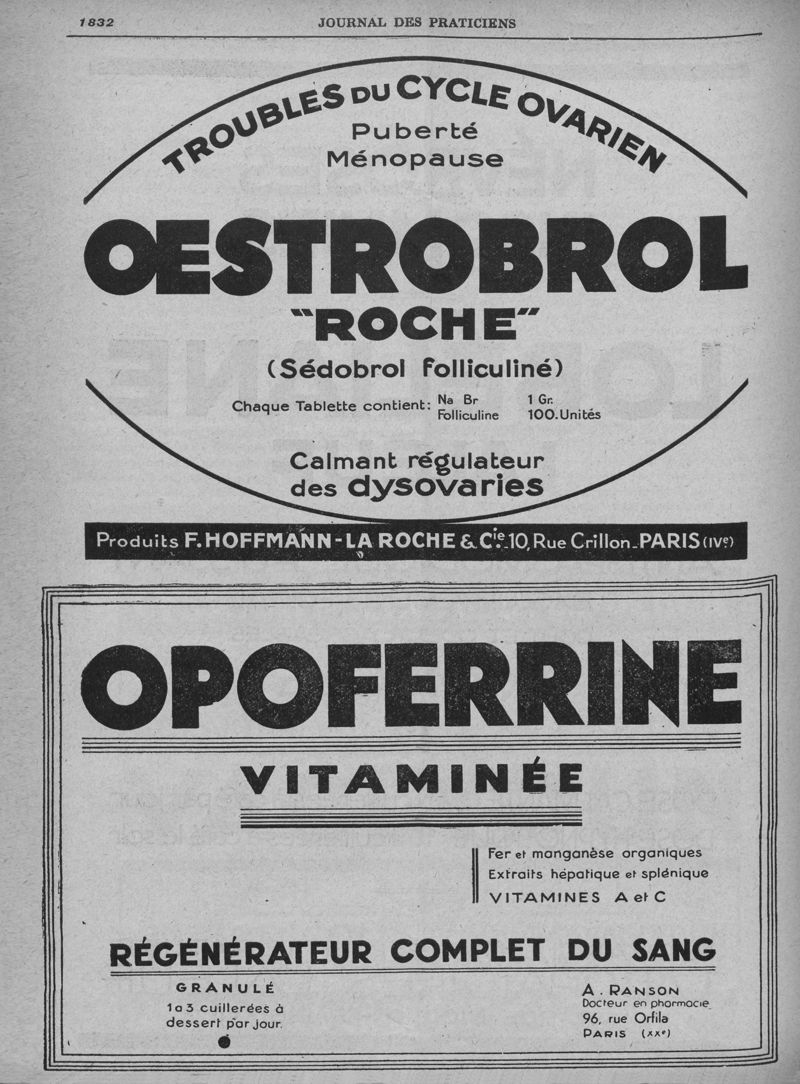 1832
JOURNAL DES PRATICIENS
TROUBLES DU CYCLE OVARIEN
Puberté
Ménopause
OESTROBROL
"ROCHE"
(Sédobrol folliculiné)
Chaque Tablette contient: Na Br 1 Gr.
Folliculine 100.Unités
Calmant régulateur
des dysovaries
Produits F. HOFFMANN-LA ROCHE & Cie.10, Rue Crillon-PARIS (IVe)
OPOFERRINE
VITAMINÉE
Fer et manganèse organiques
Extraits hépatique et splénique
VITAMINES A et C
RÉGÉNÉRATEUR COMPLET DU SANG
GRANULÉ
1 a 3 cuillerées à
dessert par jour.
A. RANSON
Docteur en pharmacie
96, rue Orfila
PARIS (XXe)